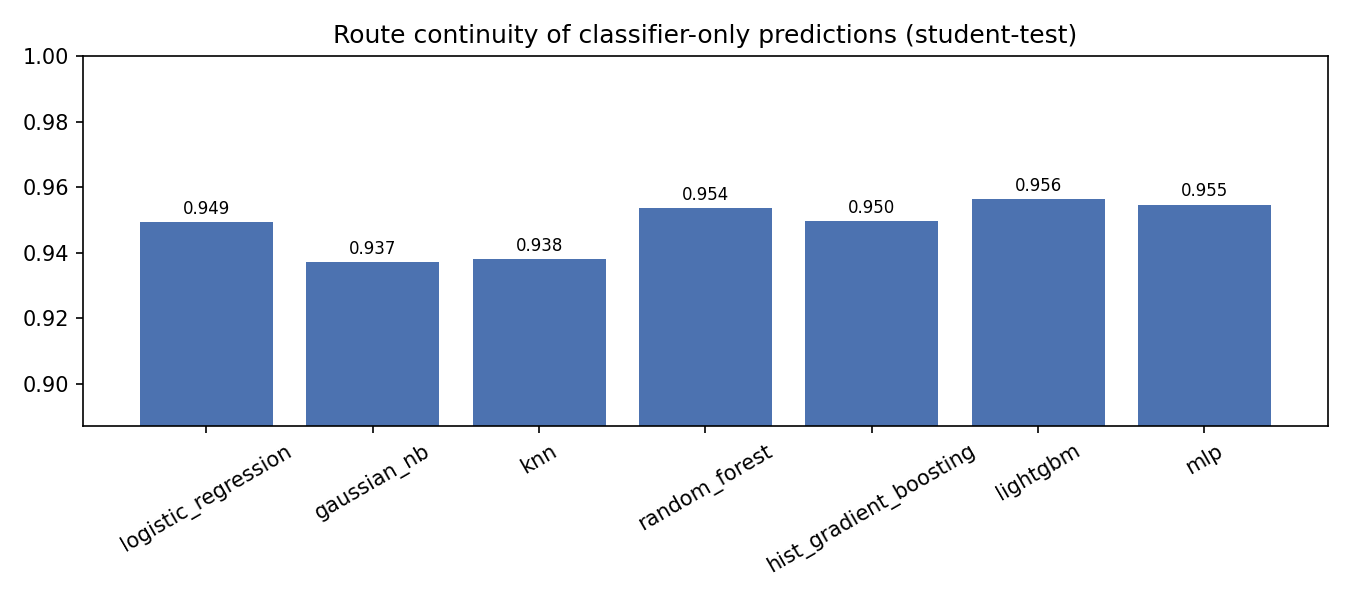 Route continuity of classifier-only predictions (student-test)
1.00
0.98
0.96
0.94
0.92
0.90
0.949
0.937
0.938
0.954
0.950
0.956
0.955
logistic_regression
gaussian_nb
knn
random_forest
hist_gradient_boosting
lightgbm
mlp